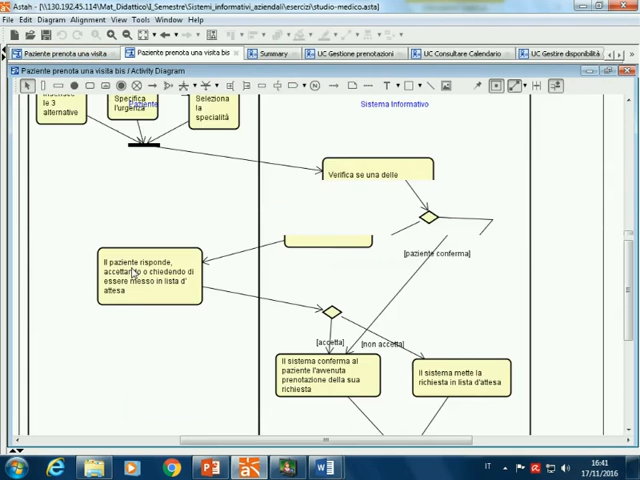 Astah - [\\130.192.45.114\Mat_Didattico\I_Semestre\Sistemi_informativi_aziendali\esercizi\studio-medico.asta]
File Edit Diagram Alignment View Tools Window Help
Paziente prenota una visita
Paziente prenota una visita bis
Summary
UC Gestione prenotazioni
UC Consultare Calendario
UC Gestire disponibilità
Paziente prenota una visita bis / Activity Diagram
Paziente
Sistema Informativo
le 3
alternative
Specifica
l'urgenza
Seleziona
la
specialità
Verifica se una delle
[paziente conferma]
Il paziente risponde,
accettando o chiedendo di
essere messo in lista d'
attesa
[accetta]
[non accetta]
Il sistema conferma al
paziente l'avvenuta
prenotazione della sua
richiesta
Il sistema mette la
richiesta in lista d'attesa
IT
16:41
17/11/2016